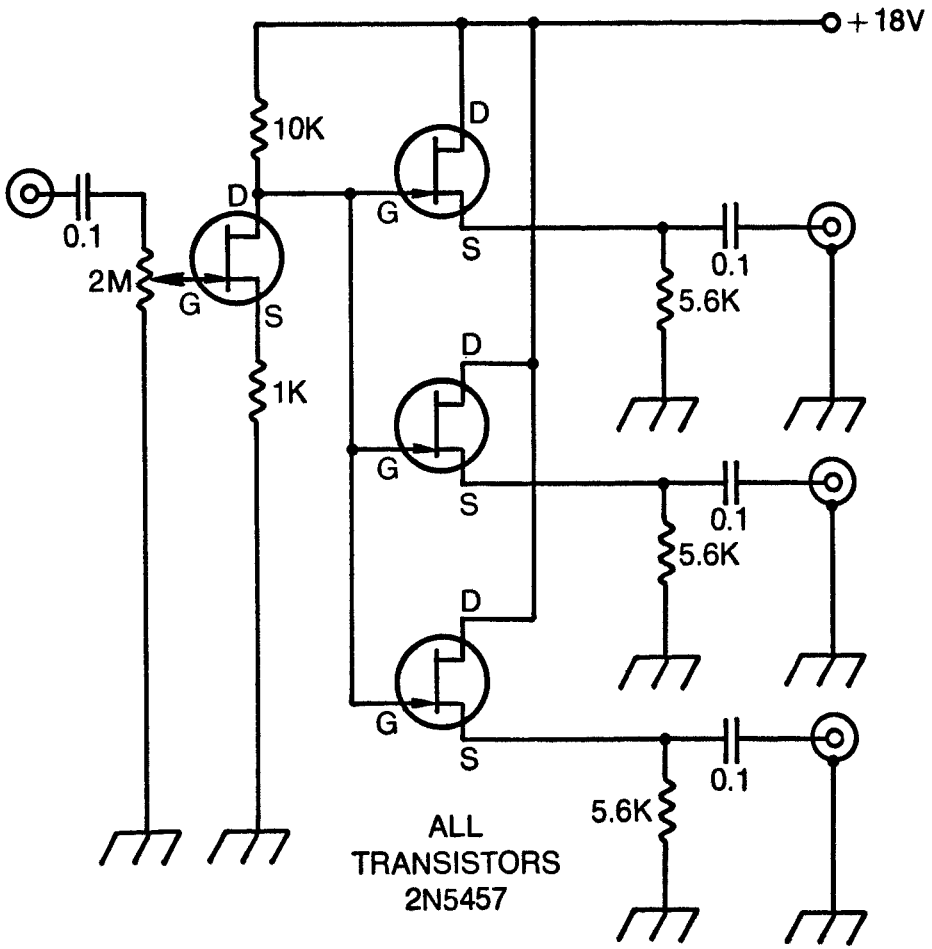 +18V
D
10K
D
G
0.1
S
0.1
2M
5.6K
G
S
D
1K
G
S
0.1
5.6K
D
G
S
0.1
5.6K
ALL
TRANSISTORS
2N5457